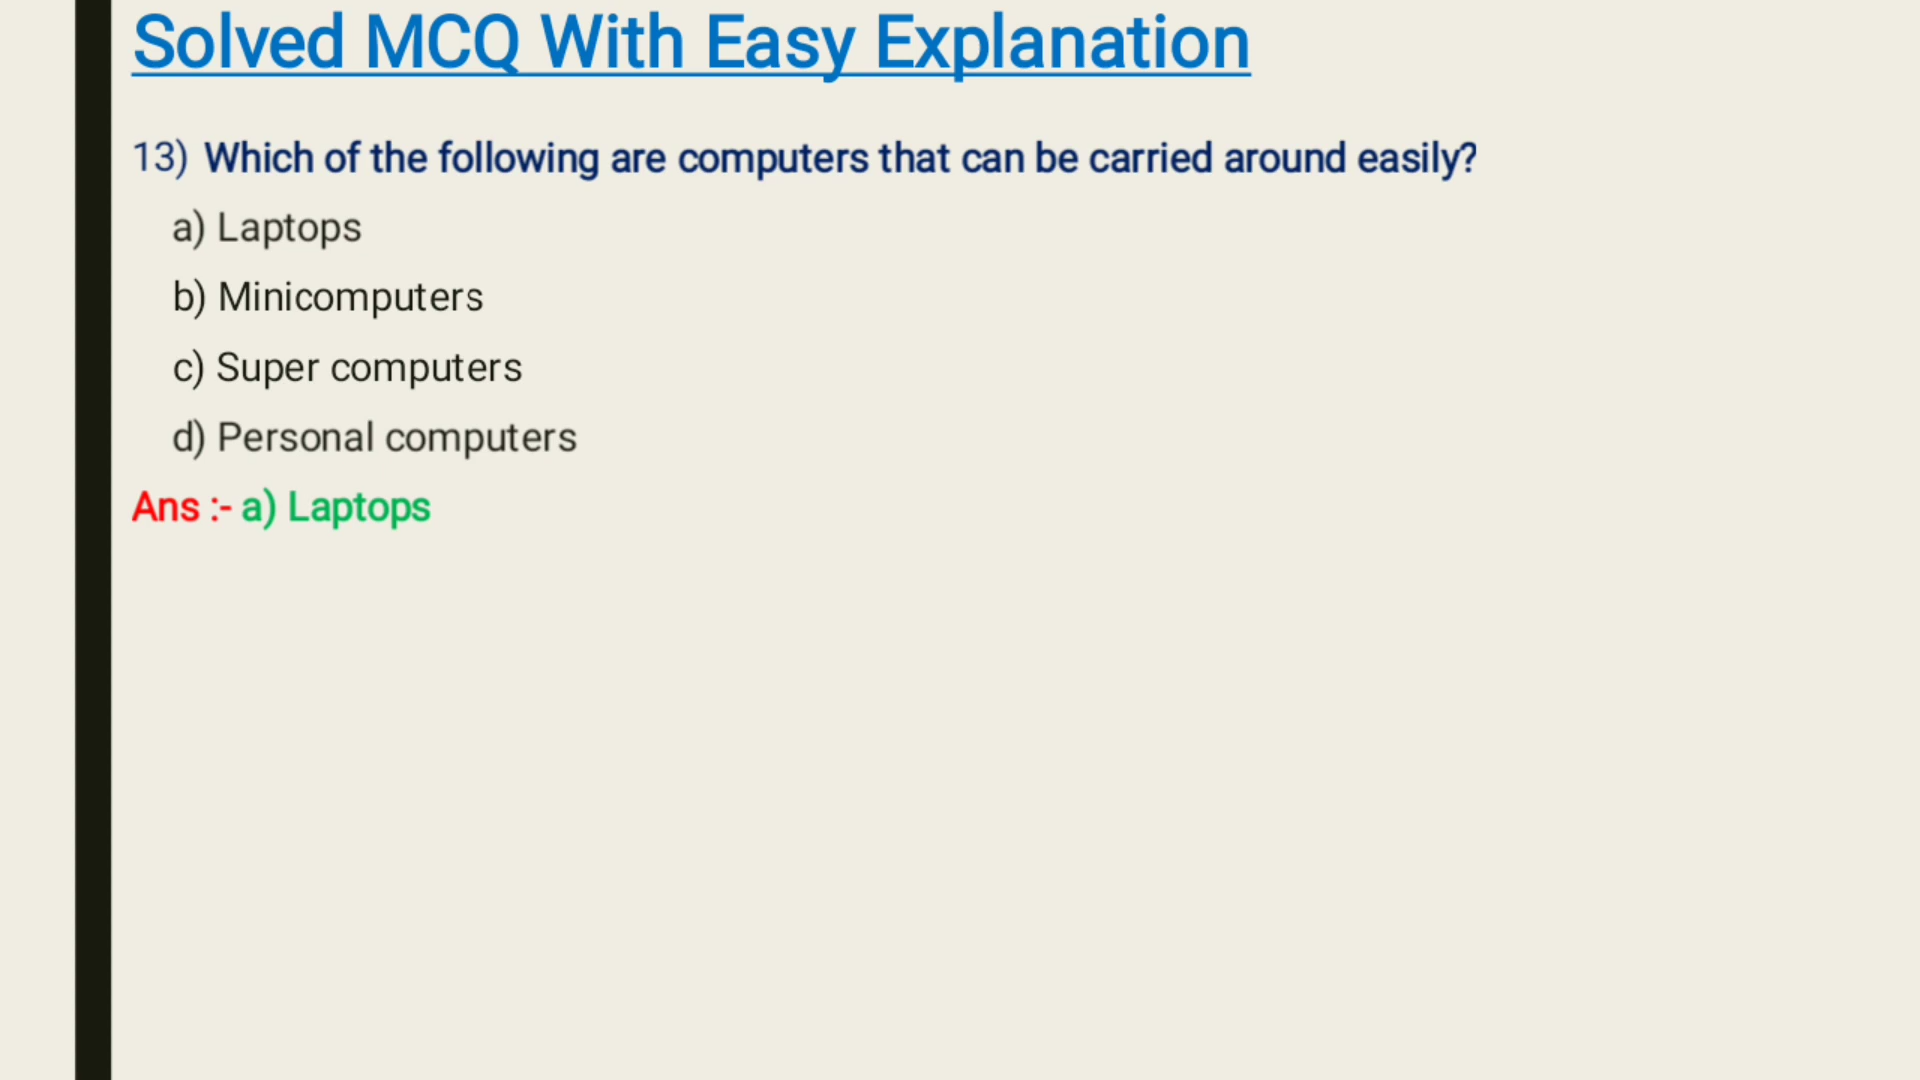 Solved MCQ With Easy Explanation
13) Which of the following are computers that can be carried around easily?
a) Laptops
b) Minicomputers
c) Super computers
d) Personal computers
Ans :- a) Laptops